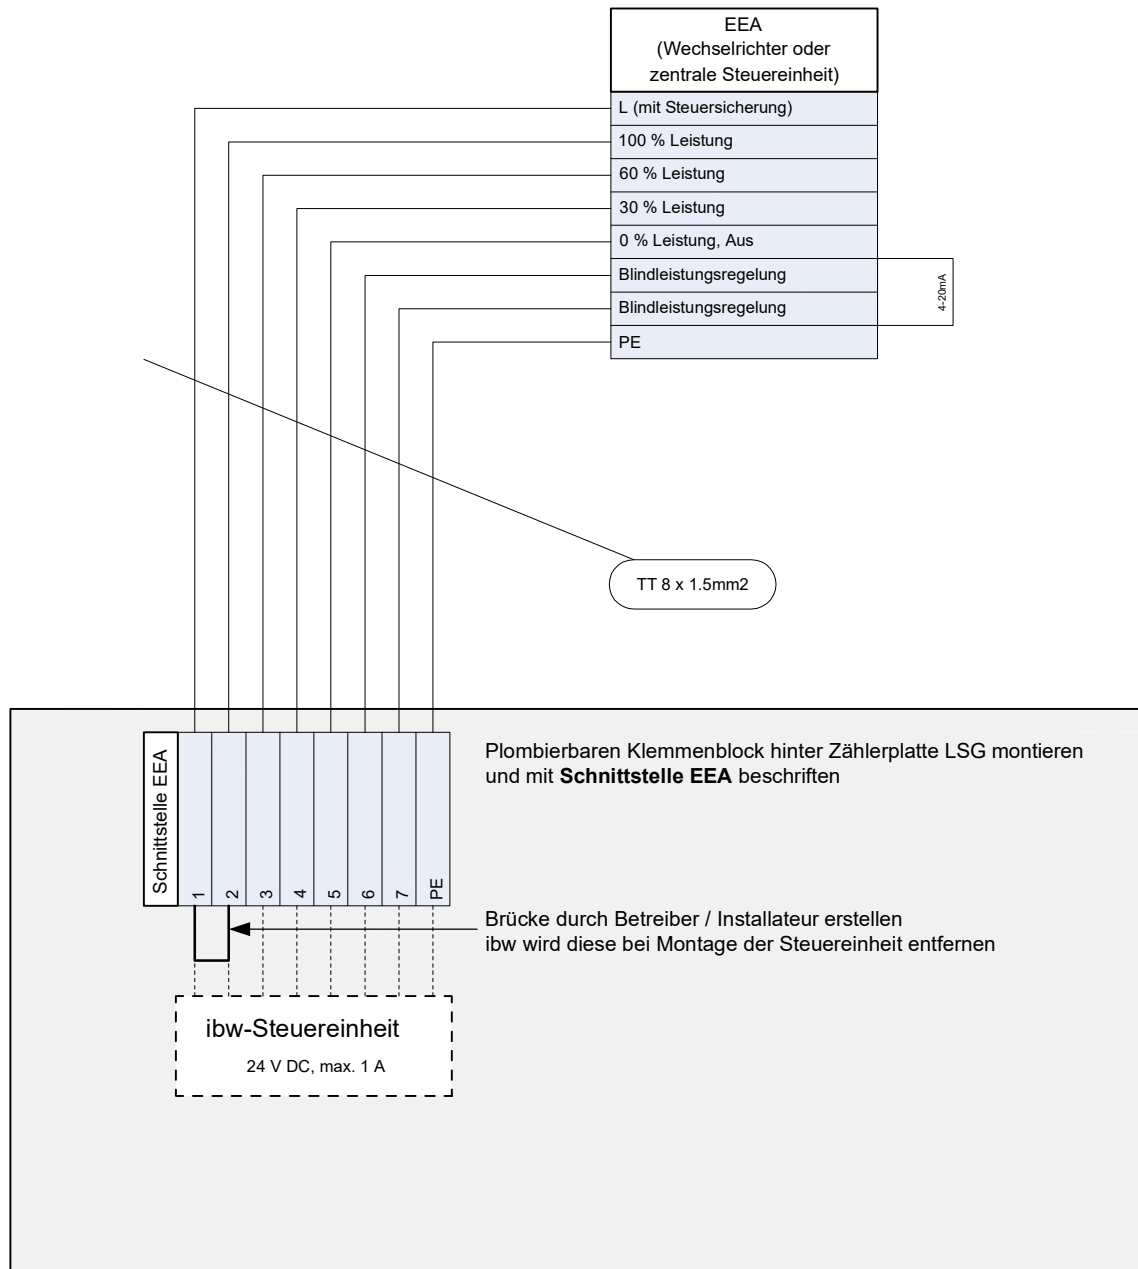 EEA
(Wechselrichter oder
zentrale Steuereinheit)
L (mit Steuersicherung)
100 % Leistung
60 % Leistung
30 % Leistung
0 % Leistung, Aus
Blindleistungsregelung
Blindleistungsregelung
4-20mA
PE
TT 8 x 1.5mm2
Schnittstelle EEA
1
2
3
4
5
6
7
PE
Plombierbaren Klemmenblock hinter Zählerplatte LSG montieren
und mit Schnittstelle EEA beschriften
Brücke durch Betreiber / Installateur erstellen
ibw wird diese bei Montage der Steuereinheit entfernen
ibw-Steuereinheit
24 V DC, max. 1 A